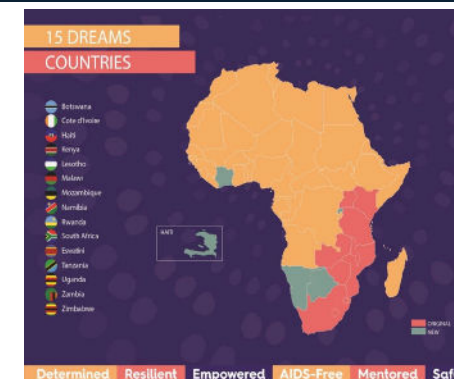 15 DREAMS
COUNTRIES
Botswana
Cote d'Ivoire
Haiti
Kenya
Lesotho
Malawi
Mozambique
Namibia
Rwanda
South Africa
Eswatini
Tanzania
Uganda
Zambia
Zimbabwe
HAITI
ORIGINAL
NEW
Determined Resilient Empowered AIDS-Free Mentored Saf